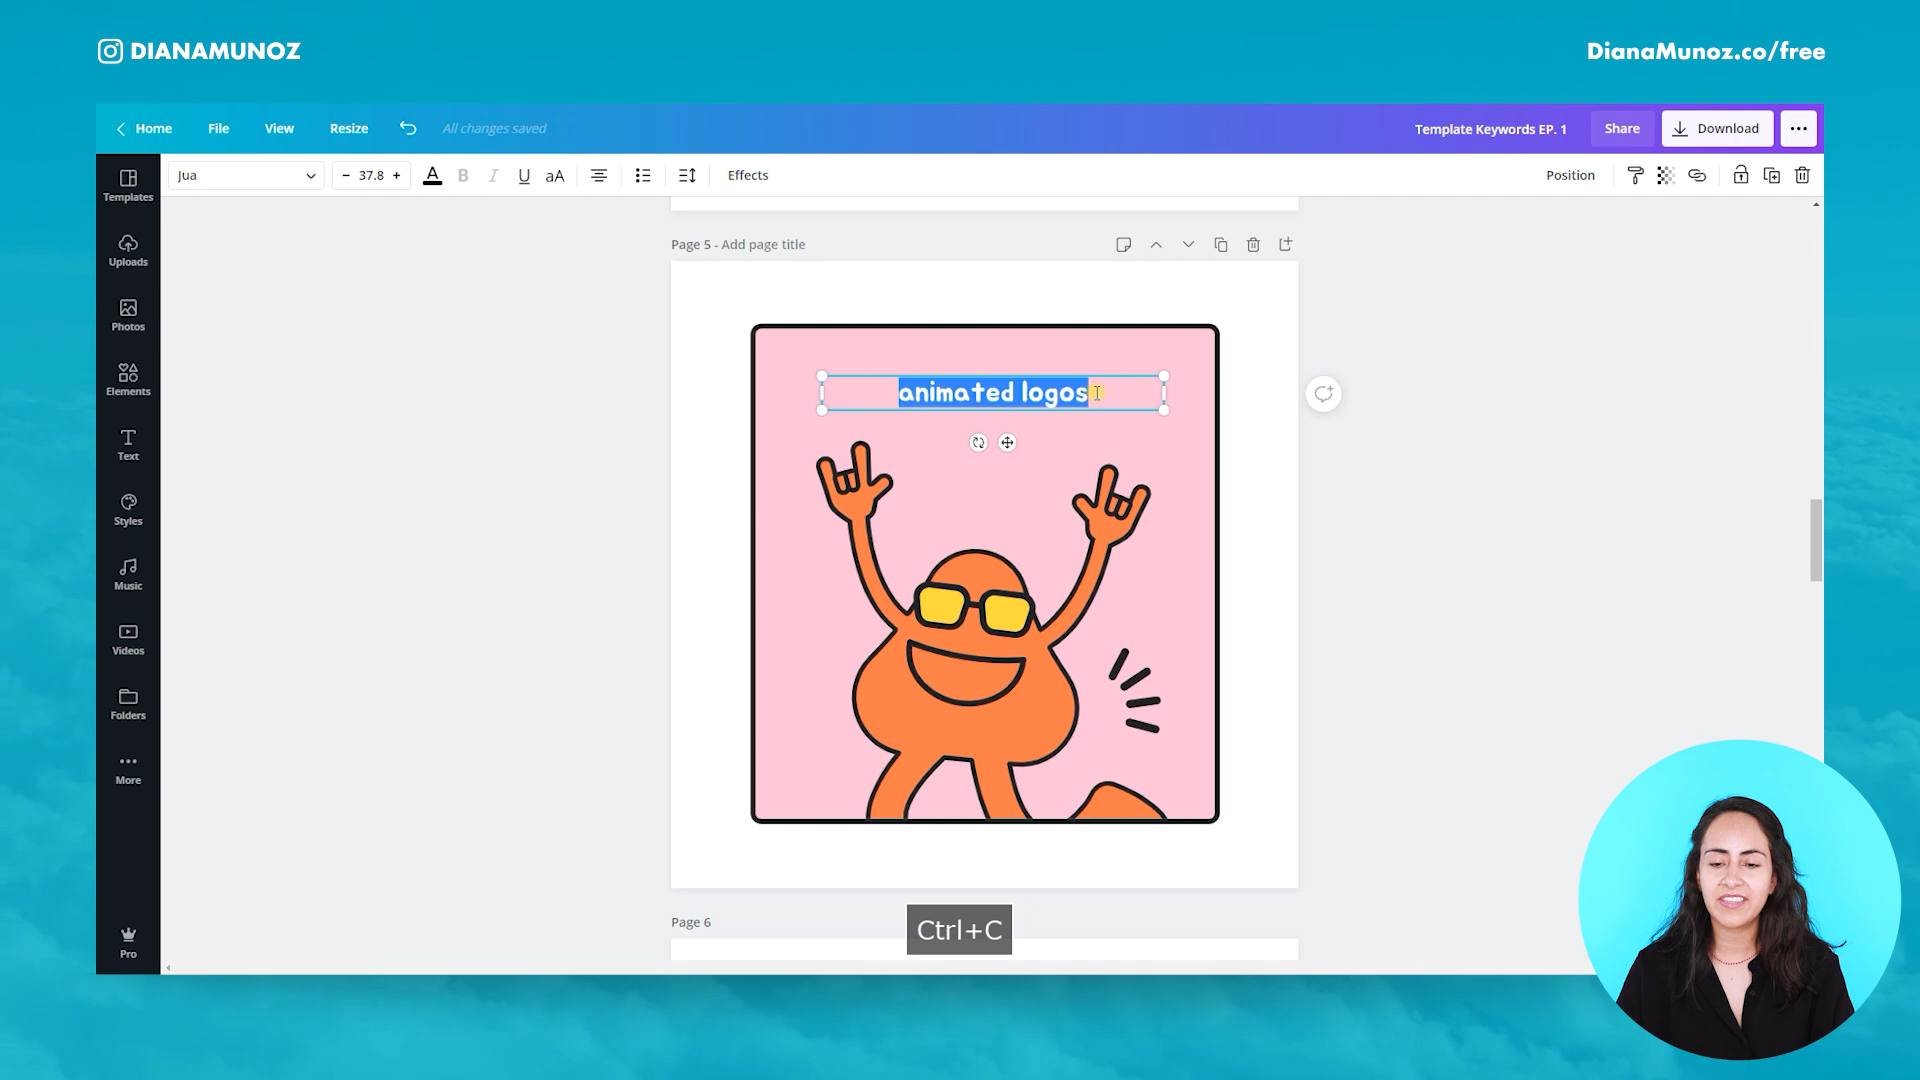 DIANAMUNOZ
DianaMunoz.co/free
Home File View Resize All changes saved Template Keywords EP. 1 Share Download
Jua - 37.8 + A B I U aA Effects Position
Templates
Uploads
Photos
Elements
Text
Styles
Music
Videos
Folders
More
Pro
Page 5 - Add page title
animated logos
Page 6
Ctrl+C